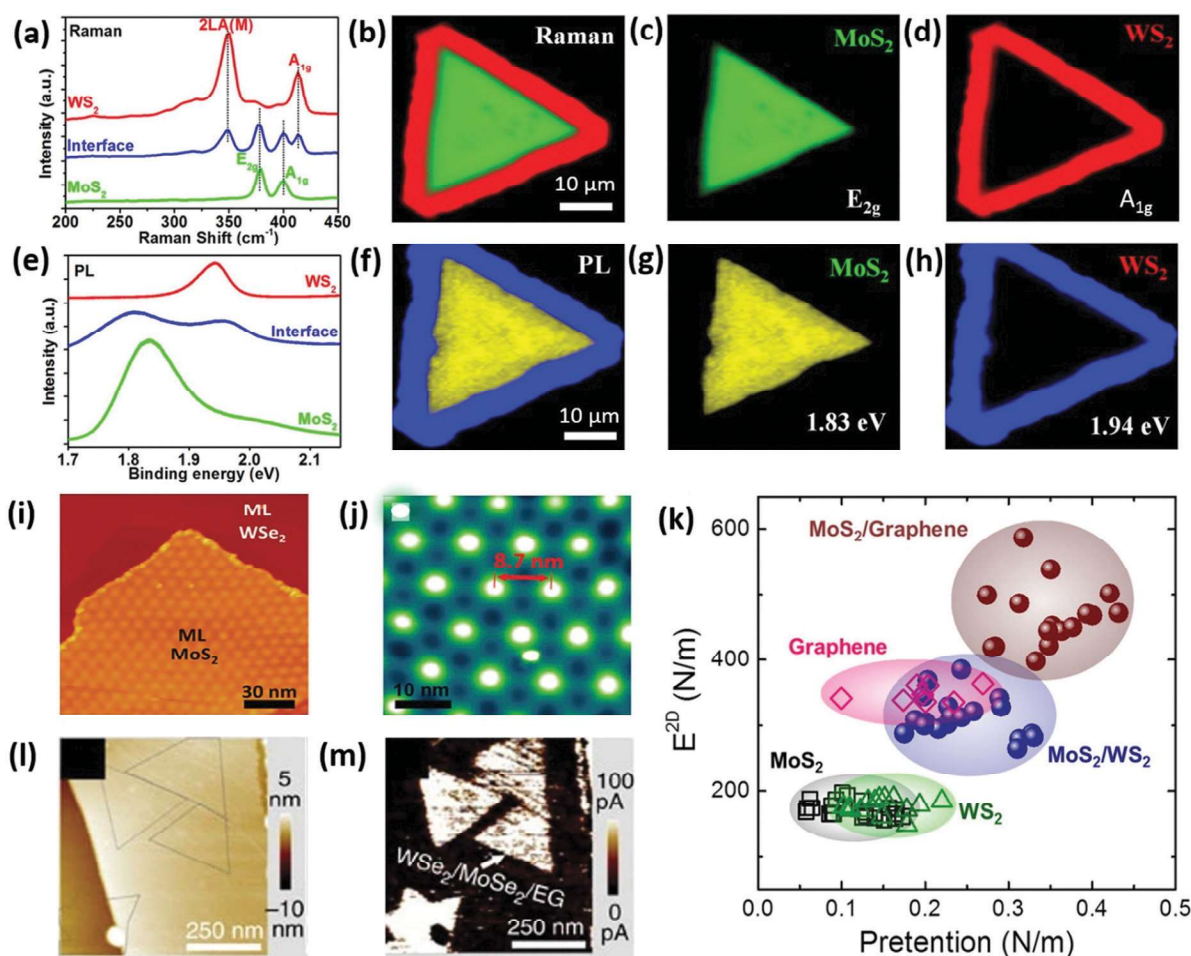 (a)
Raman
2LA(M)
A1g
WS2
Interface
E2g
A1g
MoS2
Intensity (a.u.)
200 250 300 350 400 450
Raman Shift (cm-1)
(b)
Raman
10 μm
(c)
MoS2
E2g
(d)
WS2
A1g
(e)
PL
WS2
Interface
MoS2
Intensity (a.u.)
1.7 1.8 1.9 2.0 2.1
Binding energy (eV)
(f)
PL
10 μm
(g)
MoS2
1.83 eV
(h)
WS2
1.94 eV
(i)
ML
WSe2
ML
MoS2
30 nm
(j)
8.7 nm
10 nm
(k)
600
400
200
0
E2D (N/m)
MoS2/Graphene
Graphene
MoS2/WS2
MoS2
WS2
0.0 0.1 0.2 0.3 0.4 0.5
Pretention (N/m)
(l)
5
nm
-10
nm
250 nm
(m)
100
pA
0
pA
WSe2/MoSe2/EG
250 nm